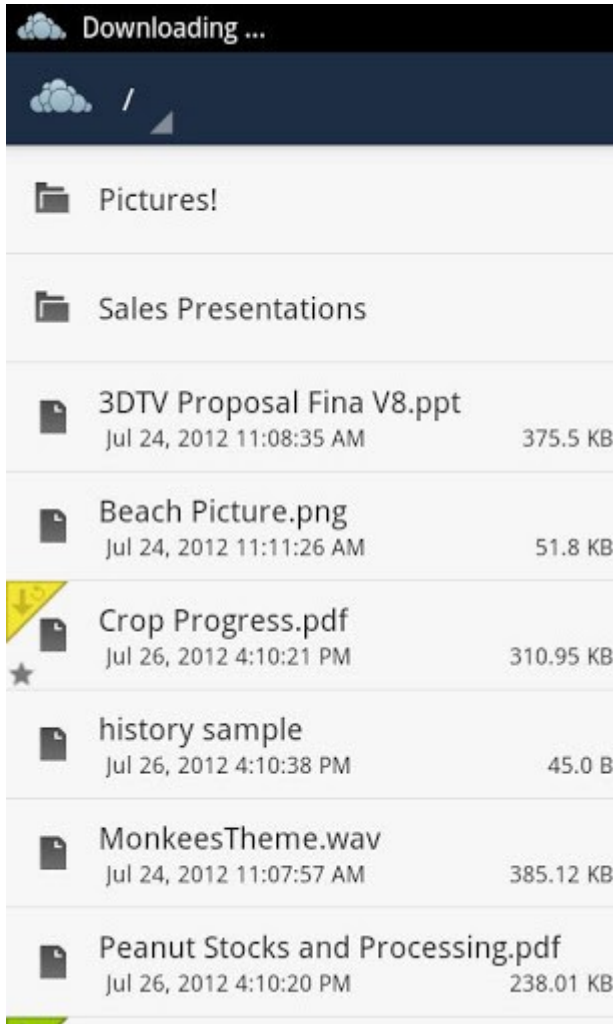 Downloading ...
/
Pictures!
Sales Presentations
3DTV Proposal Fina V8.ppt
Jul 24, 2012 11:08:35 AM 375.5 KB
Beach Picture.png
Jul 24, 2012 11:11:26 AM 51.8 KB
Crop Progress.pdf
Jul 26, 2012 4:10:21 PM 310.95 KB
history sample
Jul 26, 2012 4:10:38 PM 45.0 B
MonkeesTheme.wav
Jul 24, 2012 11:07:57 AM 385.12 KB
Peanut Stocks and Processing.pdf
Jul 26, 2012 4:10:20 PM 238.01 KB